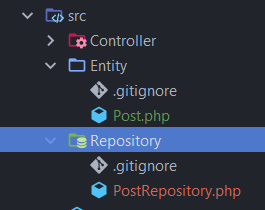 src
Controller
Entity
.gitignore
Post.php
Repository
.gitignore
PostRepository.php